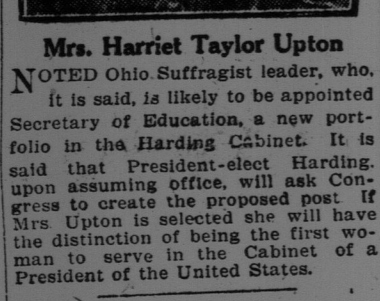 Mrs. Harriet Taylor Upton
NOTED Ohio Suffragist leader, who,
it is said, is likely to be appointed
Secretary of Education, a new port-
folio in the Harding Cabinet. It is
said that President-elect Harding.
upon assuming office, will ask Con-
gress to create the proposed post If
Mrs. Upton is selected she will have
the distinction of being the first wo-
man to serve in the Cabinet of a
President of the United States.